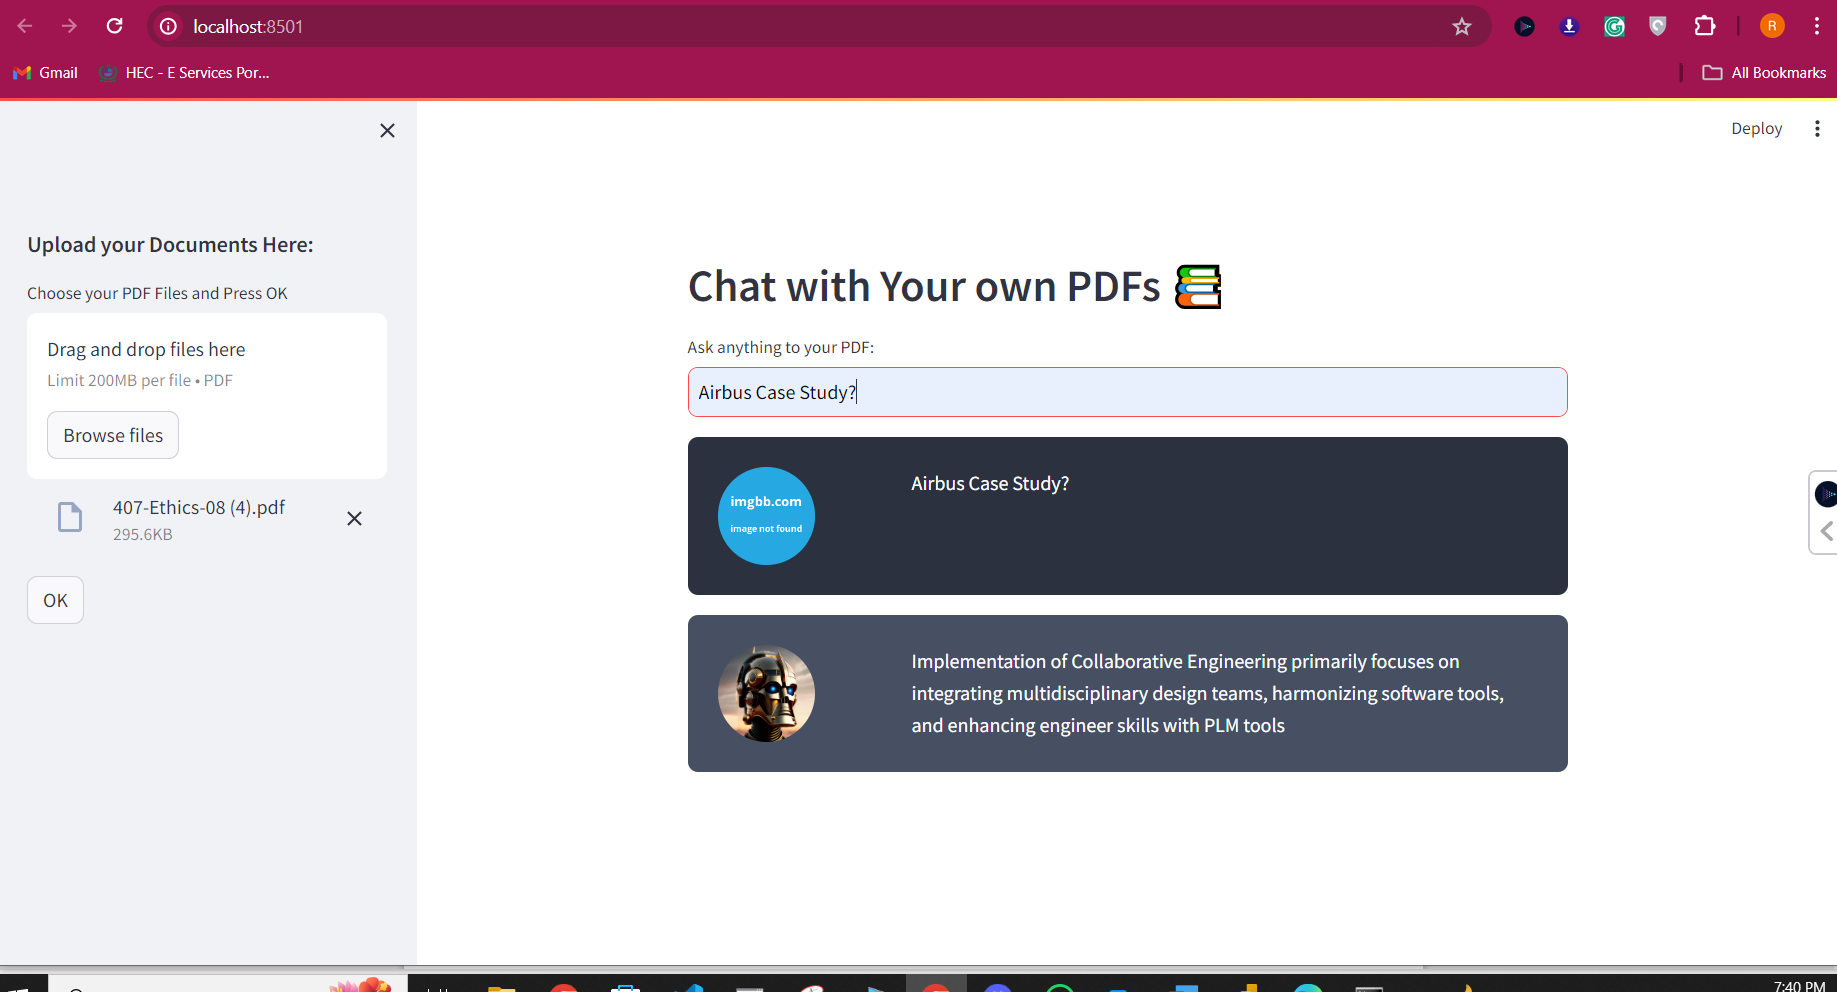 localhost:8501
R
Gmail
HEC - E Services Por...
All Bookmarks
Deploy
Upload your Documents Here:
Choose your PDF Files and Press OK
Drag and drop files here
Limit 200MB per file • PDF
Browse files
407-Ethics-08 (4).pdf
295.6KB
OK
Chat with Your own PDFs
Ask anything to your PDF:
Airbus Case Study?
imgbb.com
image not found
Airbus Case Study?
Implementation of Collaborative Engineering primarily focuses on
integrating multidisciplinary design teams, harmonizing software tools,
and enhancing engineer skills with PLM tools
7:40 PM